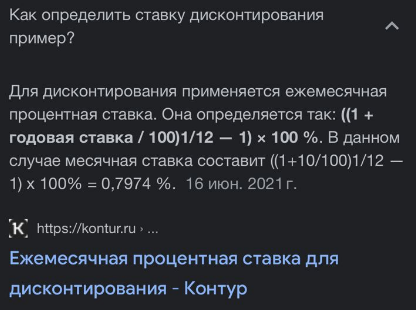 Как определить ставку дисконтирования
пример?
Для дисконтирования применяется ежемесячная
процентная ставка. Она определяется так: ((1 +
годовая ставка / 100)1/12 — 1) × 100 %. В данном
случае месячная ставка составит ((1+10/100)1/12 —
1) х 100% = 0,7974 %. 16 июн. 2021 г.
K https://kontur.ru › ...
Ежемесячная процентная ставка для
дисконтирования - Контур